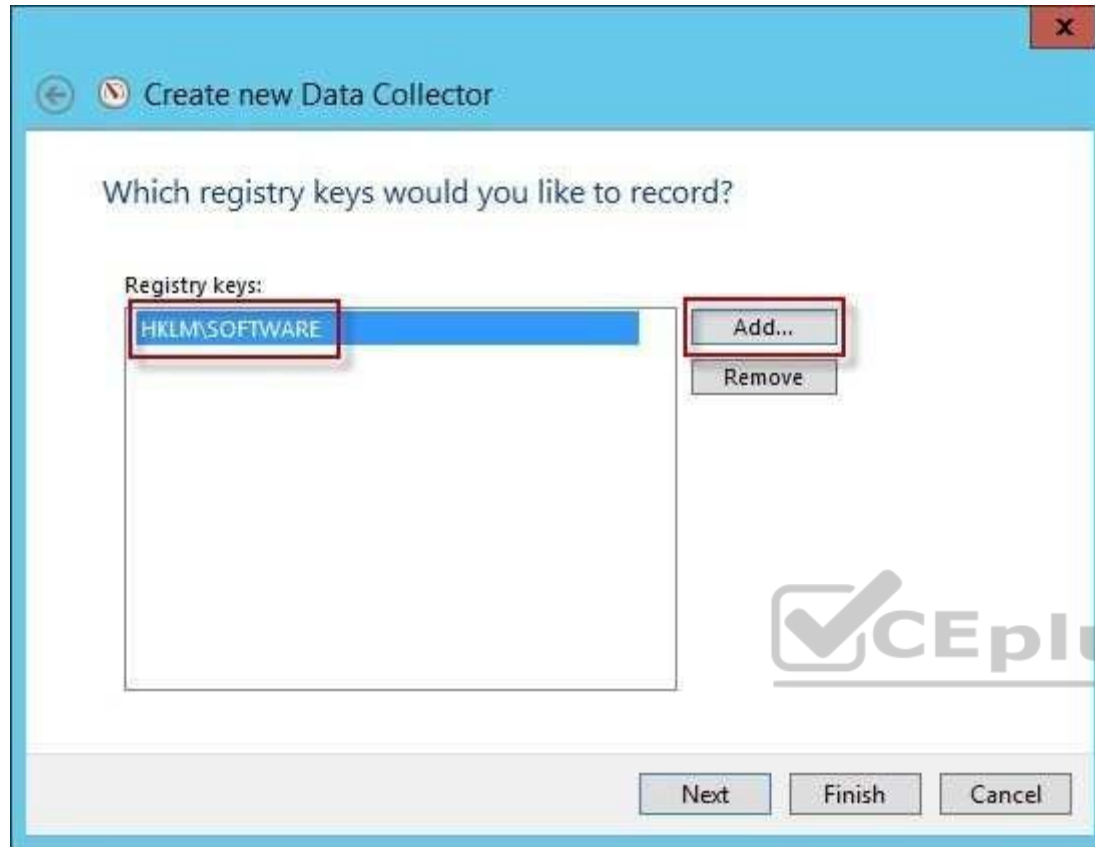 x
Create new Data Collector
Which registry keys would you like to record?
Registry keys:
HKLM\SOFTWARE
Add...
Remove
CEplu
Next Finish Cancel